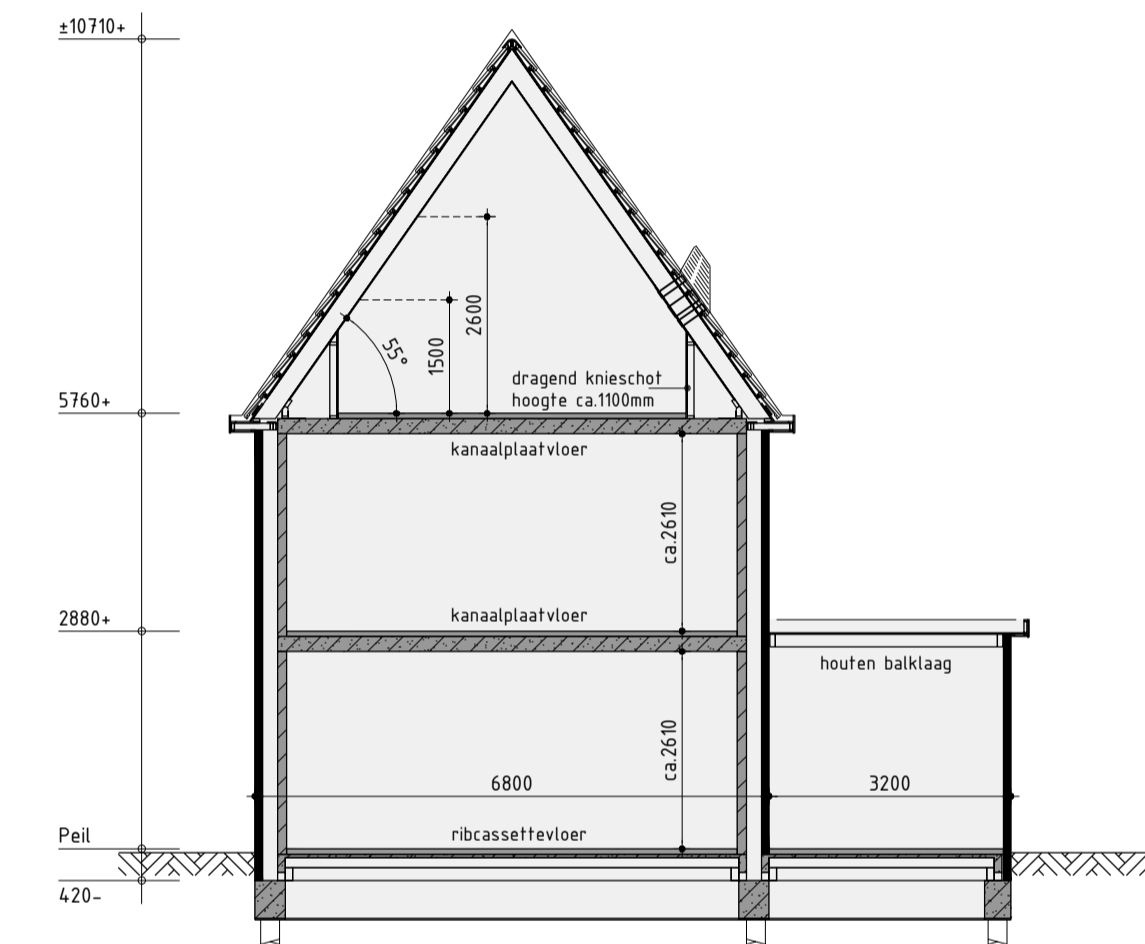 ±10710+
2600
55°
1500
dragend knieschot
hoogte ca.1100mm
5760+
kanaalplaatvloer
ca.2610
kanaalplaatvloer
2880+
houten balklaag
ca.2610
6800
3200
ribcassettevloer
Peil
420-